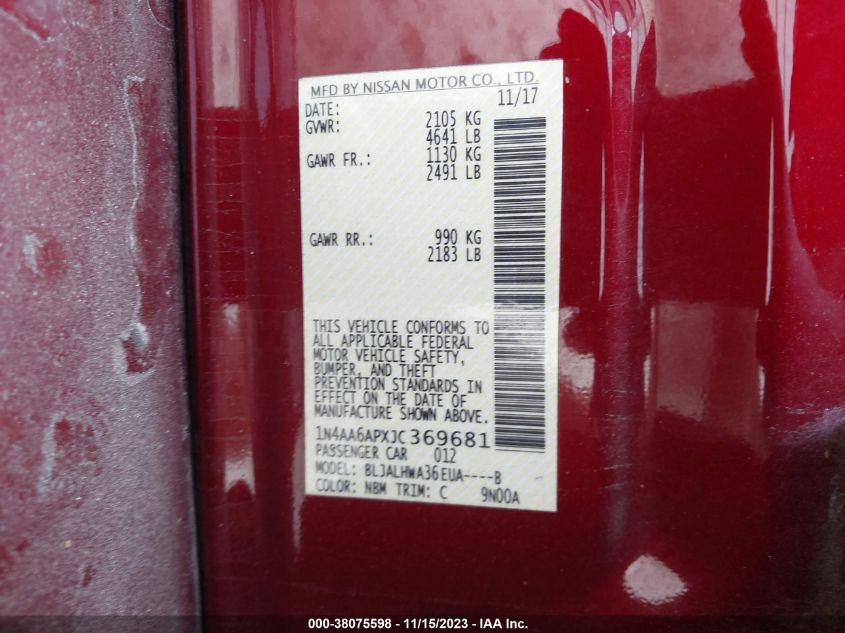 MFD BY NISSAN MOTOR CO., LTD.
DATE: 11/17
GVWR: 2105 KG
4641 LB
GAWR FR.: 1130 KG
2491 LB
GAWR RR.: 990 KG
2183 LB
THIS VEHICLE CONFORMS TO
ALL APPLICABLE FEDERAL
MOTOR VEHICLE SAFETY,
BUMPER, AND THEFT
PREVENTION STANDARDS IN
EFFECT ON THE DATE OF
MANUFACTURE SHOWN ABOVE.
1N4AA6APXJC369681
PASSENGER CAR 012
MODEL: BLJALHWA36EUA----B
COLOR: NBM TRIM: C 9N00A
000-38075598 - 11/15/2023 - IAA Inc.